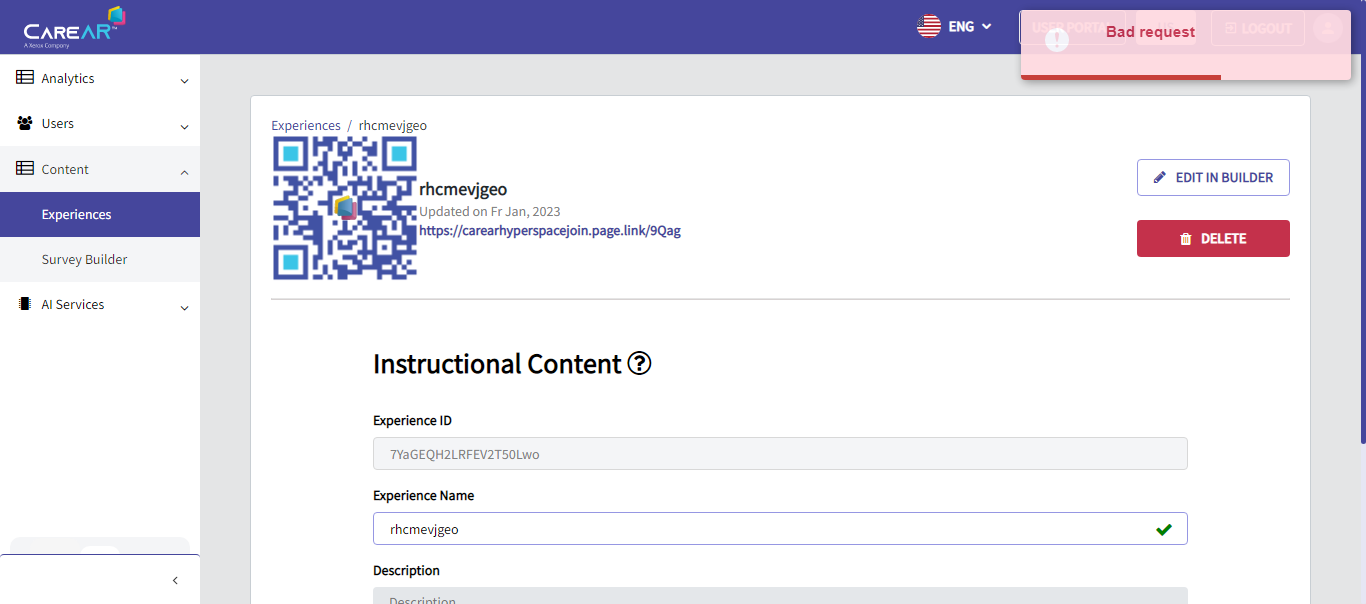 CAREAR™
A Xerox Company
ENG
USER PORTA
LOGOUT
Bad request
Analytics
Users
Content
Experiences
Survey Builder
AI Services
Experiences / rhcmevjgeo
rhcmevjgeo
Updated on Fr Jan, 2023
https://carearhyperspacejoin.page.link/9Qag
EDIT IN BUILDER
DELETE
Instructional Content
Experience ID
7YaGEQH2LRFEV2T50Lwo
Experience Name
rhcmevjgeo
Description
Description